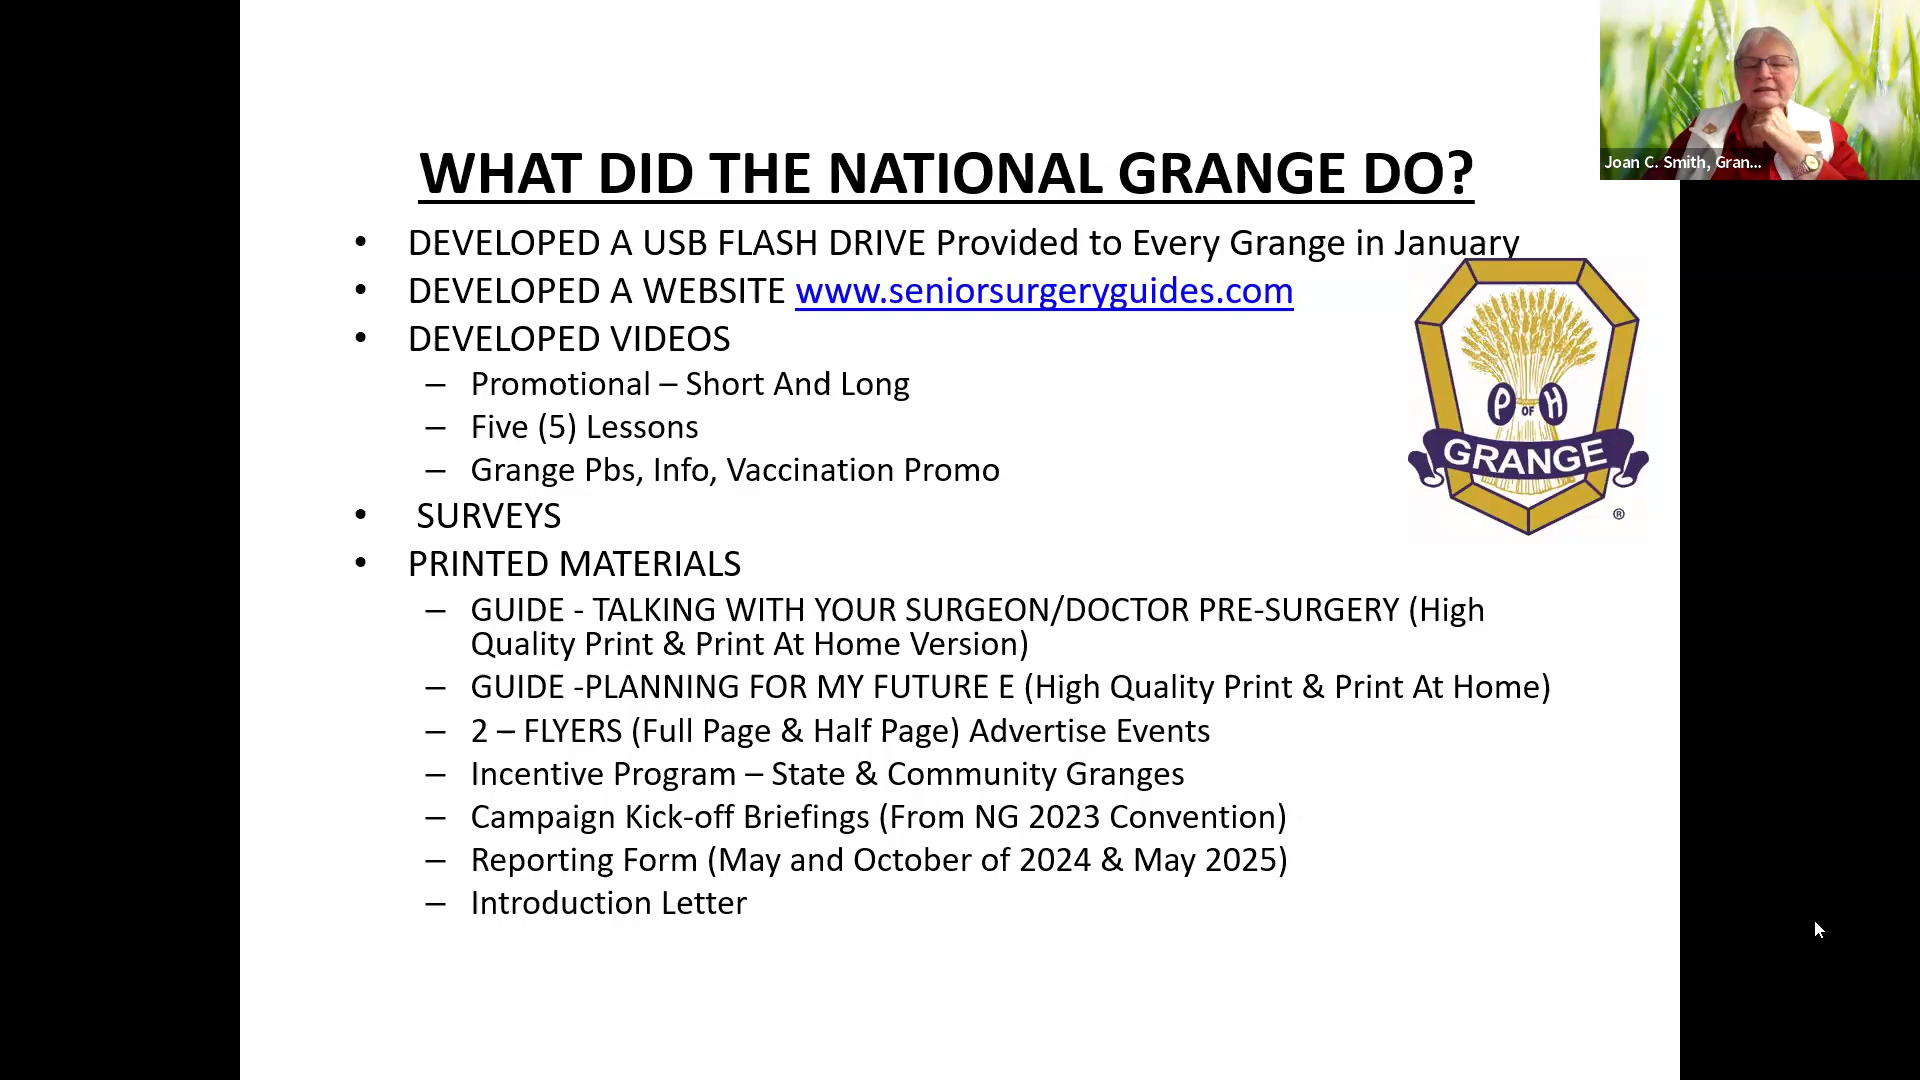 Joan C. Smith, Gran...
WHAT DID THE NATIONAL GRANGE DO?
• DEVELOPED A USB FLASH DRIVE Provided to Every Grange in January
• DEVELOPED A WEBSITE www.seniorsurgeryguides.com
• DEVELOPED VIDEOS
– Promotional – Short And Long
– Five (5) Lessons
– Grange Pbs, Info, Vaccination Promo
• SURVEYS
• PRINTED MATERIALS
– GUIDE - TALKING WITH YOUR SURGEON/DOCTOR PRE-SURGERY (High
Quality Print & Print At Home Version)
– GUIDE -PLANNING FOR MY FUTURE E (High Quality Print & Print At Home)
– 2 – FLYERS (Full Page & Half Page) Advertise Events
– Incentive Program – State & Community Granges
– Campaign Kick-off Briefings (From NG 2023 Convention)
– Reporting Form (May and October of 2024 & May 2025)
– Introduction Letter
P OF H
GRANGE
®